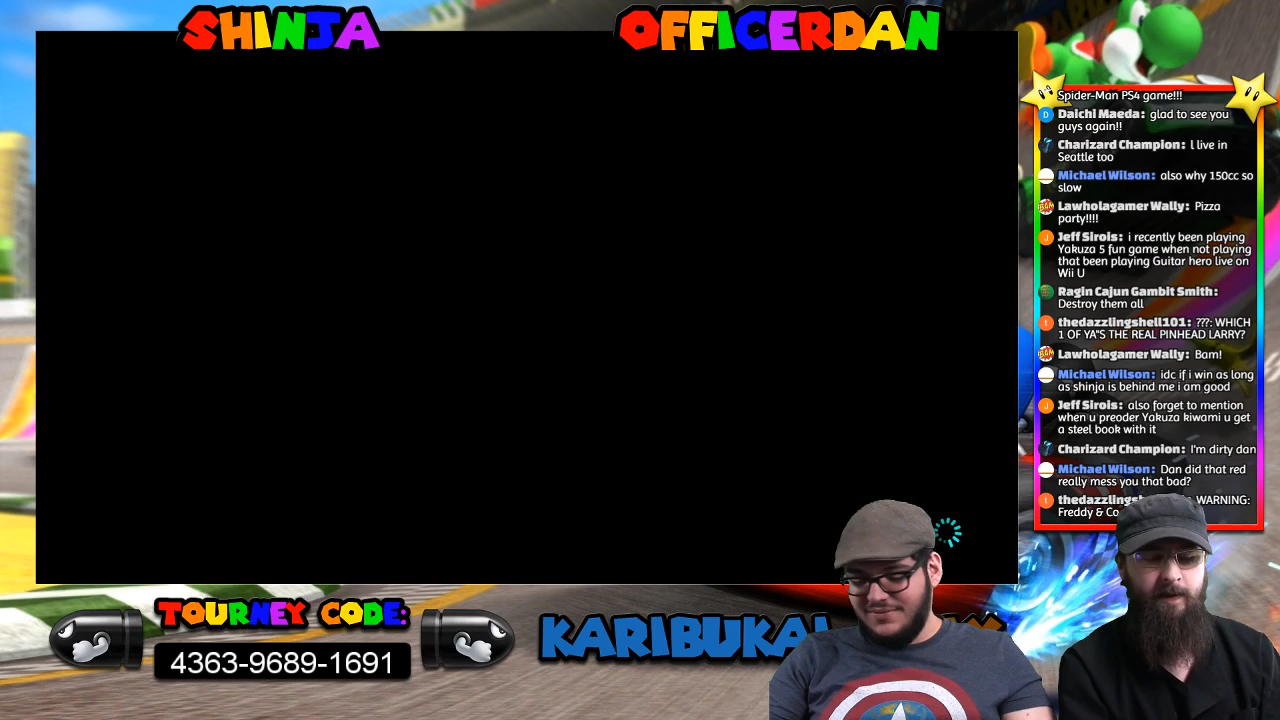 SHINJA
OFFICERDAN
Spider-Man PS4 game!!!
Daichi Maeda: glad to see you
guys again!!
Charizard Champion: l live in
Seattle too
Michael Wilson: also why 150cc so
slow
Lawholagamer Wally: Pizza
party!!!!
Jeff Sirois: i recently been playing
Yakuza 5 fun game when not playing
that been playing Guitar hero live on
Wii U
Ragin Cajun Gambit Smith:
Destroy them all
thedazzlingshell101: ???: WHICH
1 OF YA"S THE REAL PINHEAD LARRY?
Lawholagamer Wally: Bam!
Michael Wilson: idc if i win as long
as shinja is behind me i am good
Jeff Sirois: also forget to mention
when u preoder Yakuza kiwami u get
a steel book with it
Charizard Champion: I'm dirty dan
Michael Wilson: Dan did that red
really mess you that bad?
WARNING:
Freddy &
TOURNEY CODE:
4363-9689-1691
KARIBUKAI